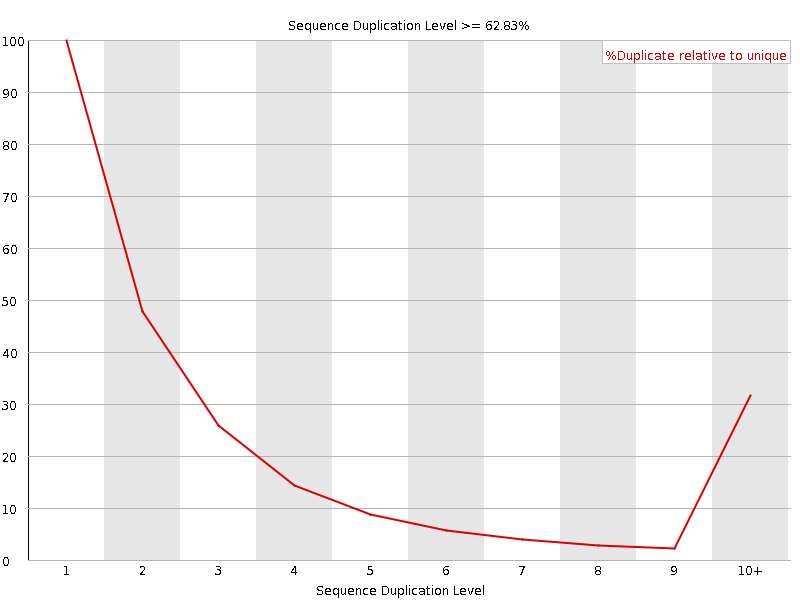 Sequence Duplication Level >= 62.83%
%Duplicate relative to unique
100
90
80
70
60
50
40
30
20
10
0
1 2 3 4 5 6 7 8 9 10+
Sequence Duplication Level